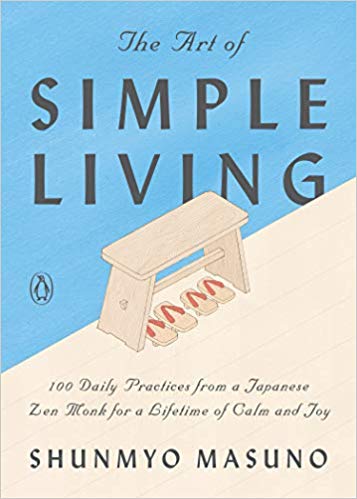 The Art of
SIMPLE
LIVING
100 Daily Practices from a Japanese
Zen Monk for a Lifetime of Calm and Joy
SHUNMYO MASUNO